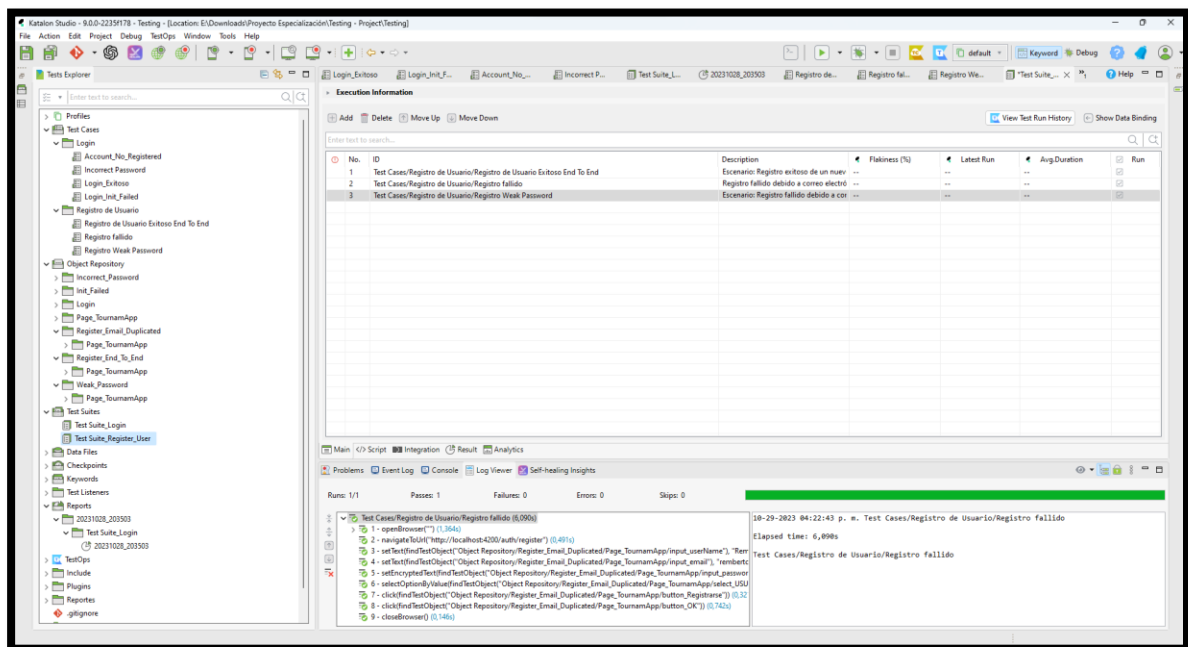 Katalon Studio - 9.0.0-2235f178 - Testing - [Location: E:\Downloads\Proyecto Especialización\Testing - Project\Testing]
File Action Edit Project Debug TestOps Window Tools Help
default Keyword Debug
Tests Explorer
Login_Exitoso Login_Init_F... Account_No_... Incorrect P... Test Suite_L... 20231028_203503 Registro de... Registro fal... Registro We... *Test Suite_... Help
Enter text to search...
Execution Information
Add Delete Move Up Move Down View Test Run History Show Data Binding
Enter text to search...
No. ID Description Flakiness (%) Latest Run Avg.Duration Run
1 Test Cases/Registro de Usuario/Registro de Usuario Exitoso End To End Escenario: Registro exitoso de un nuev -- -- --
2 Test Cases/Registro de Usuario/Registro fallido Registro fallido debido a correo electró -- -- --
3 Test Cases/Registro de Usuario/Registro Weak Password Escenario: Registro fallido debido a cor -- -- --
Profiles
Test Cases
Login
Account_No_Registered
Incorrect Password
Login_Exitoso
Login_Init_Failed
Registro de Usuario
Registro de Usuario Exitoso End To End
Registro fallido
Registro Weak Password
Object Repository
Incorrect_Password
Init_Failed
Login
Page_TournamApp
Register_Email_Duplicated
Page_TournamApp
Register_End_To_End
Page_TournamApp
Weak_Password
Page_TournamApp
Test Suites
Test Suite_Login
Test Suite_Register_User
Data Files
Checkpoints
Keywords
Test Listeners
Reports
20231028_203503
Test Suite_Login
20231028_203503
TestOps
Include
Plugins
Reportes
.gitignore
Main Script Integration Result Analytics
Problems Event Log Console Log Viewer Self-healing Insights
Runs: 1/1 Passes: 1 Failures: 0 Errors: 0 Skips: 0
Test Cases/Registro de Usuario/Registro fallido (6,090s)
1 - openBrowser("") (1,364s)
2 - navigateToUrl("http://localhost:4200/auth/register") (0,491s)
3 - setText(findTestObject("Object Repository/Register_Email_Duplicated/Page_TournamApp/input_userName"), "Rem
4 - setText(findTestObject("Object Repository/Register_Email_Duplicated/Page_TournamApp/input_email"), "remberto
5 - setEncryptedText(findTestObject("Object Repository/Register_Email_Duplicated/Page_TournamApp/input_passwor
6 - selectOptionByValue(findTestObject("Object Repository/Register_Email_Duplicated/Page_TournamApp/select_USU
7 - click(findTestObject("Object Repository/Register_Email_Duplicated/Page_TournamApp/button_Registrarse")) (0,32
8 - click(findTestObject("Object Repository/Register_Email_Duplicated/Page_TournamApp/button_OK")) (0,742s)
9 - closeBrowser() (0,146s)
10-29-2023 04:22:43 p. m. Test Cases/Registro de Usuario/Registro fallido
Elapsed time: 6,090s
Test Cases/Registro de Usuario/Registro fallido